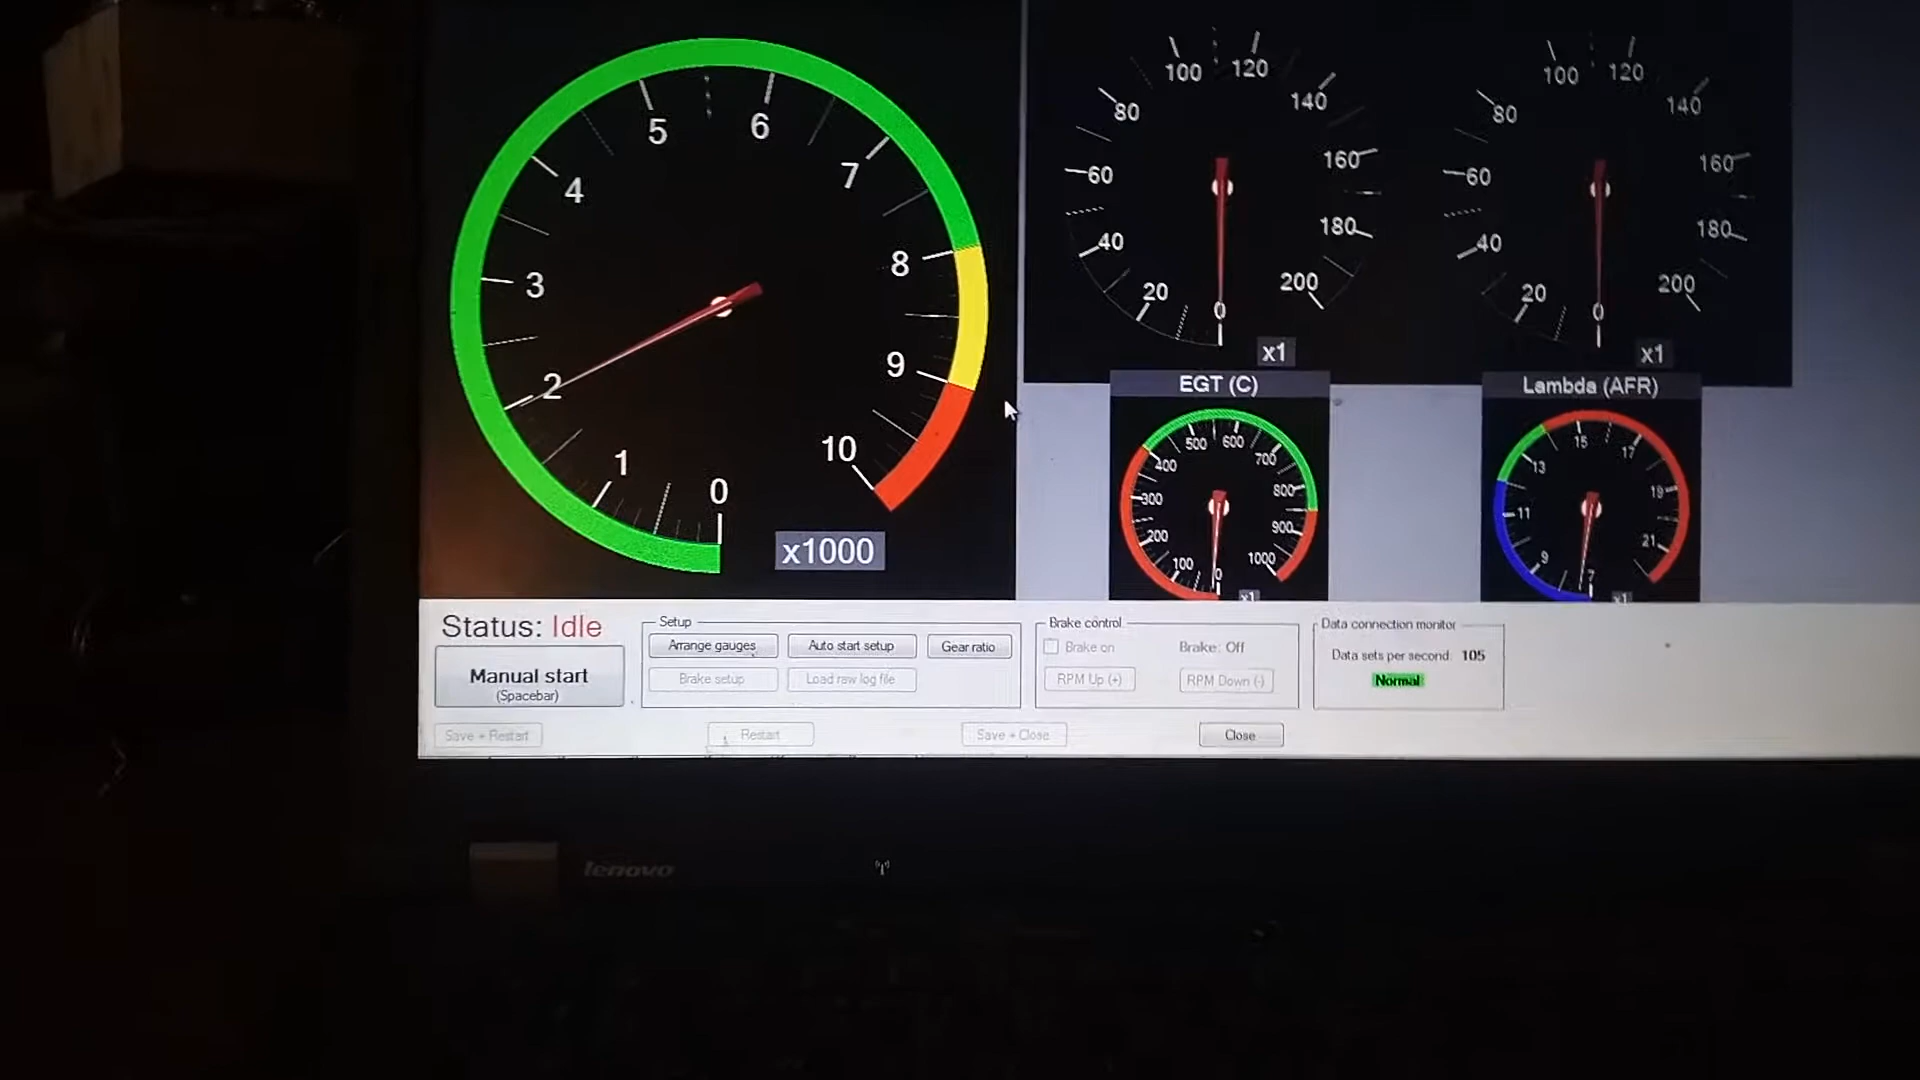 0
1
2
3
4
5
6
7
8
9
10
x1000
0
20
40
60
80
100
120
140
160
180
200
x1
0
20
40
60
80
100
120
140
160
180
200
x1
EGT (C)
0
100
200
300
400
500
600
700
800
900
1000
x1
Lambda (AFR)
7
9
11
13
15
17
19
21
x1
Status: Idle
Manual start
(Spacebar)
Setup
Arrange gauges
Auto start setup
Gear ratio
Brake setup
Load raw log file
Brake control
Brake on
Brake: Off
RPM Up (+)
RPM Down (-)
Data connection monitor
Data sets per second: 105
Normal
Save + Restart
Restart
Save + Close
Close
lenovo